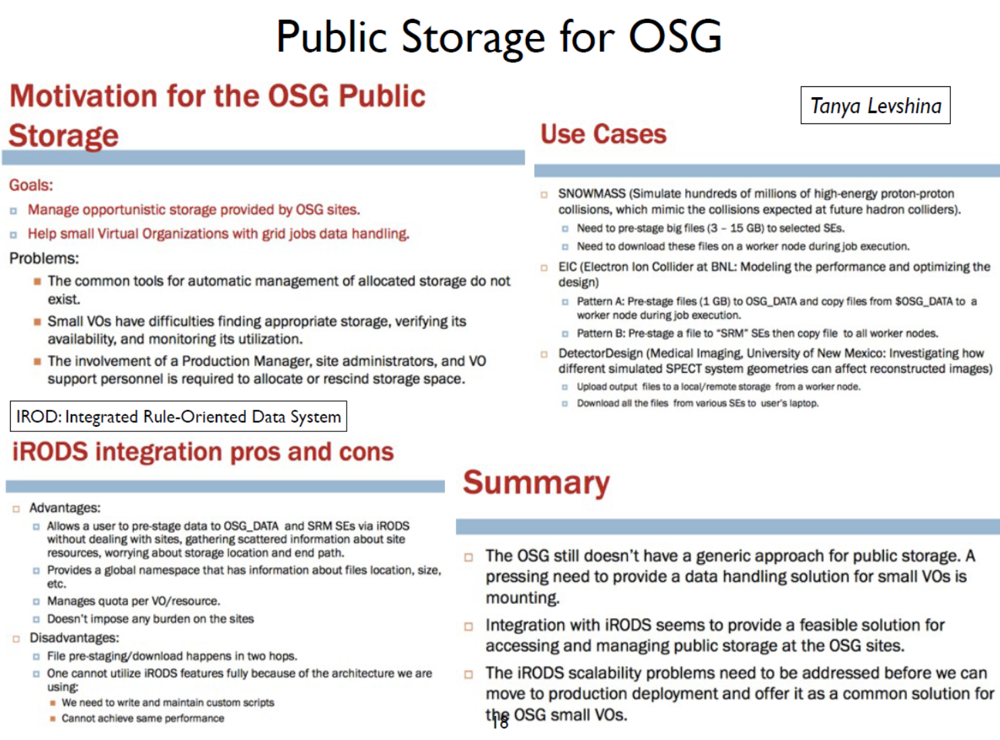 Public Storage for OSG
Motivation for the OSG Public
Storage
Goals:
Manage opportunistic storage provided by OSG sites.
Help small Virtual Organizations with grid jobs data handling.
Problems:
The common tools for automatic management of allocated storage do not
exist.
Small VOs have difficulties finding appropriate storage, verifying its
availability, and monitoring its utilization.
The involvement of a Production Manager, site administrators, and VO
support personnel is required to allocate or rescind storage space.
Tanya Levshina
Use Cases
SNOWMASS (Simulate hundreds of millions of high-energy proton-proton
collisions, which mimic the collisions expected at future hadron colliders).
Need to pre-stage big files (3 – 15 GB) to selected SEs.
Need to download these files on a worker node during job execution.
EIC (Electron Ion Collider at BNL: Modeling the performance and optimizing the
design)
Pattern A: Pre-stage files (1 GB) to OSG_DATA and copy files from $OSG_DATA to a
worker node during job execution.
Pattern B: Pre-stage a file to “SRM” SEs then copy file to all worker nodes.
DetectorDesign (Medical Imaging, University of New Mexico: Investigating how
different simulated SPECT system geometries can affect reconstructed images)
Upload output files to a local/remote storage from a worker node.
Download all the files from various SEs to user’s laptop.
IROD: Integrated Rule-Oriented Data System
iRODS integration pros and cons
Advantages:
Allows a user to pre-stage data to OSG_DATA and SRM SEs via iRODS
without dealing with sites, gathering scattered information about site
resources, worrying about storage location and end path.
Provides a global namespace that has information about files location, size,
etc.
Manages quota per VO/resource.
Doesn’t impose any burden on the sites
Disadvantages:
File pre-staging/download happens in two hops.
One cannot utilize iRODS features fully because of the architecture we are
using:
We need to write and maintain custom scripts
Cannot achieve same performance
Summary
The OSG still doesn’t have a generic approach for public storage. A
pressing need to provide a data handling solution for small VOs is
mounting.
Integration with iRODS seems to provide a feasible solution for
accessing and managing public storage at the OSG sites.
The iRODS scalability problems need to be addressed before we can
move to production deployment and offer it as a common solution for
the OSG small VOs.
18